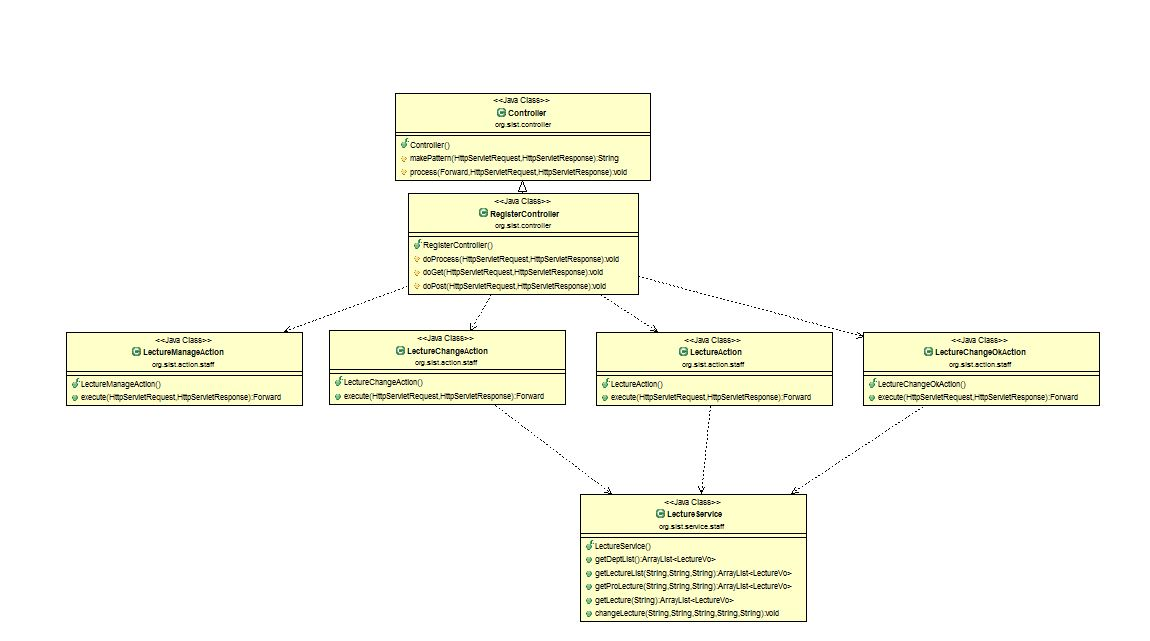 <<Java Class>>
Controller
org.sist.controller
Controller()
makePattern(HttpServletRequest,HttpServletResponse):String
process(Forward,HttpServletRequest,HttpServletResponse):void
<<Java Class>>
RegisterController
org.sist.controller
RegisterController()
doProcess(HttpServletRequest,HttpServletResponse):void
doGet(HttpServletRequest,HttpServletResponse):void
doPost(HttpServletRequest,HttpServletResponse):void
<<Java Class>>
LectureManageAction
org.sist.action.staff
LectureManageAction()
execute(HttpServletRequest,HttpServletResponse):Forward
<<Java Class>>
LectureChangeAction
org.sist.action.staff
LectureChangeAction()
execute(HttpServletRequest,HttpServletResponse):Forward
<<Java Class>>
LectureAction
org.sist.action.staff
LectureAction()
execute(HttpServletRequest,HttpServletResponse):Forward
<<Java Class>>
LectureChangeOkAction
org.sist.action.staff
LectureChangeOkAction()
execute(HttpServletRequest,HttpServletResponse):Forward
<<Java Class>>
LectureService
org.sist.service.staff
LectureService()
getDeptList():ArrayList<LectureVo>
getLectureList(String,String,String):ArrayList<LectureVo>
getProLecture(String,String,String):ArrayList<LectureVo>
getLecture(String):ArrayList<LectureVo>
changeLecture(String,String,String,String,String):void